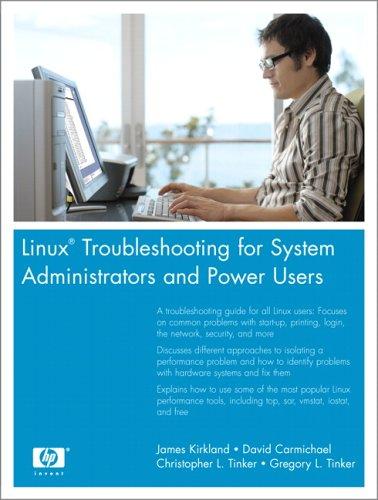 Linux® Troubleshooting for System
Administrators and Power Users
A troubleshooting guide for all Linux users: Focuses
on common problems with start-up, printing, login,
the network, security, and more
Discusses different approaches to isolating a
performance problem and how to identify problems
with hardware systems and fix them
Explains how to use some of the most popular Linux
performance tools, including top, sar, vmstat, iostat,
and free
James Kirkland • David Carmichael
Christopher L. Tinker • Gregory L. Tinker
hp
invent